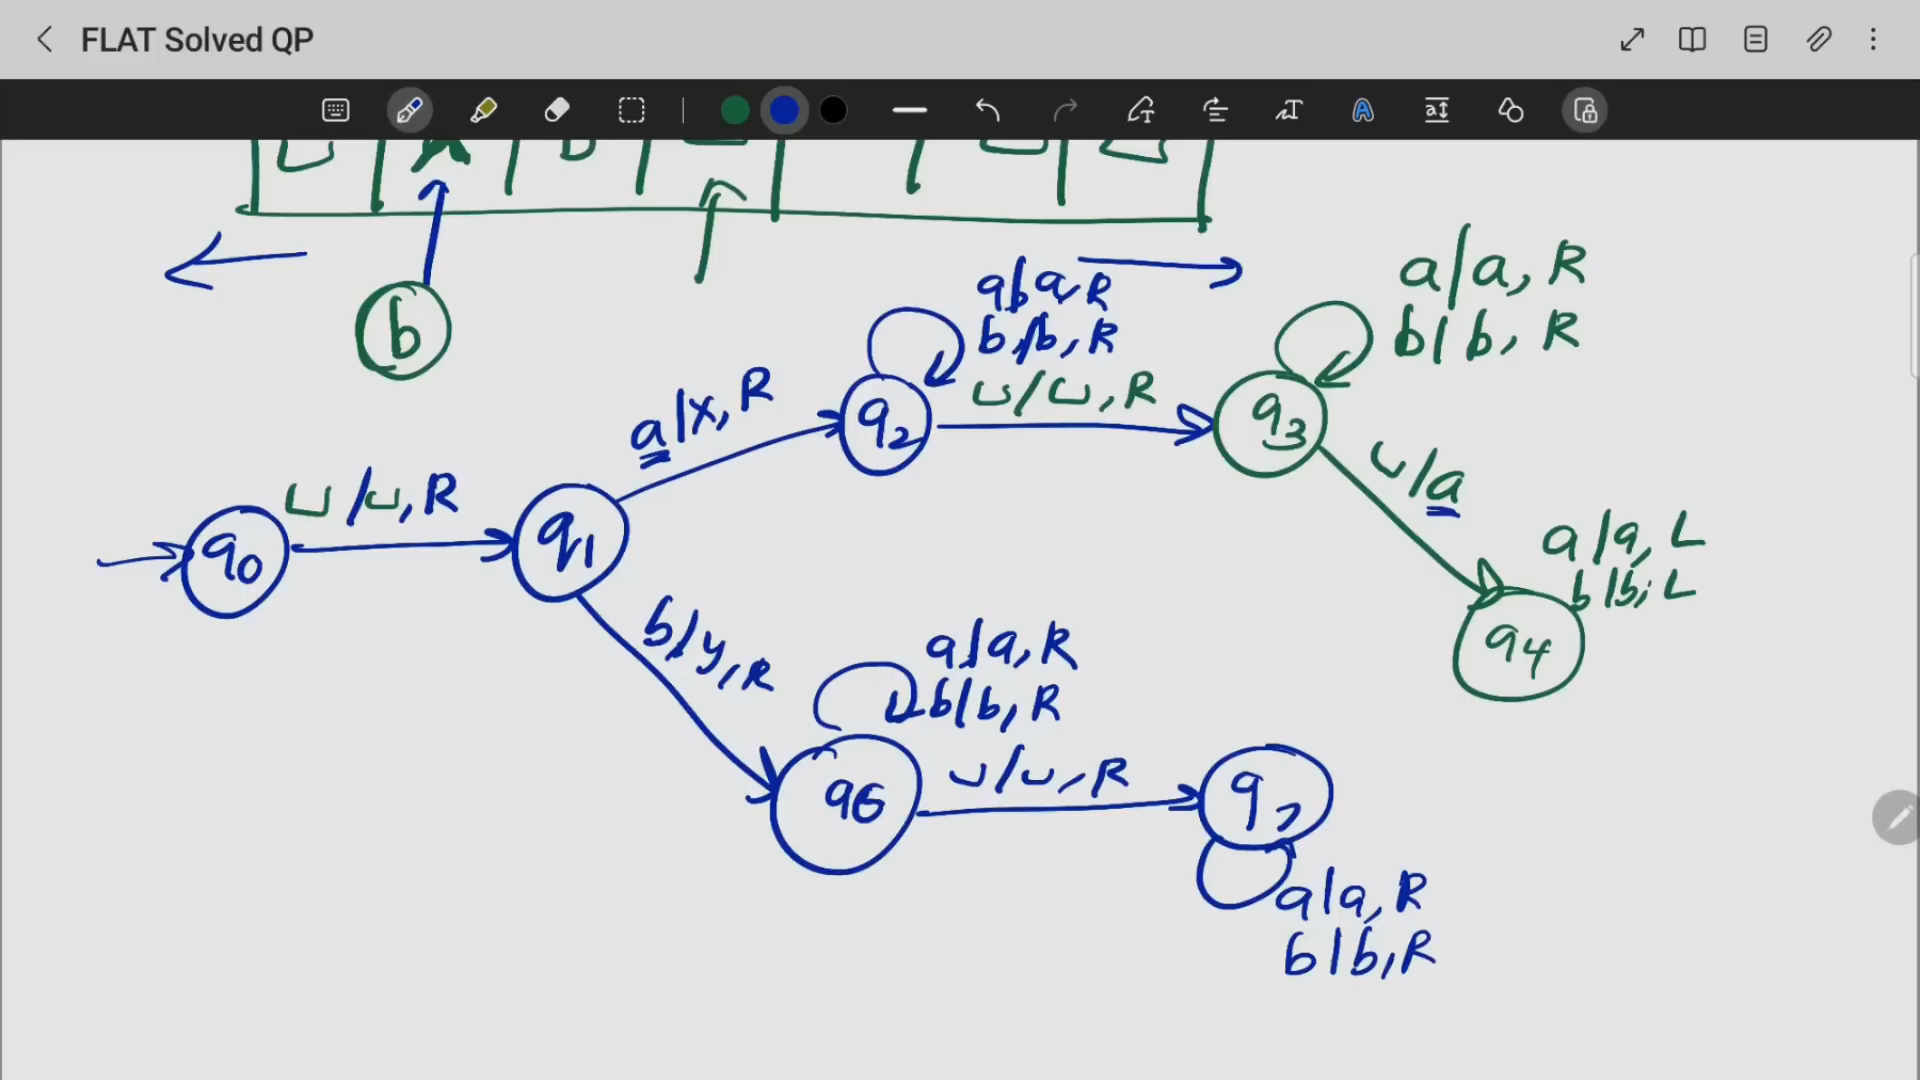 FLAT Solved QP
b
a/a, R
b/b, R
a/a, R
b/b, R
⊔/⊔, R
a/x, R
q2
q3
⊔/a
⊔/⊔, R
q0
q1
a/a, L
b/b, L
q4
b/y, R
a/a, R
b/b, R
⊔/⊔, R
q6
q7
a/a, R
b/b, R